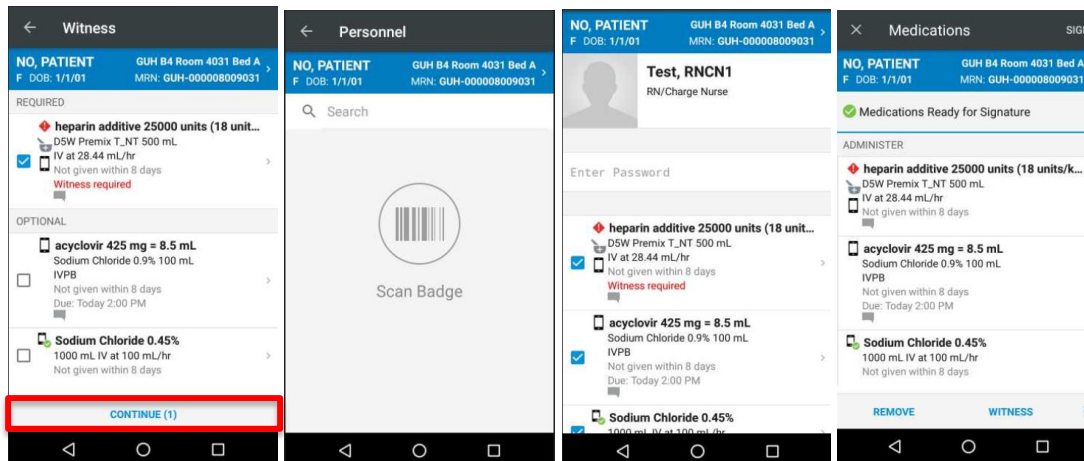 Witness
NO, PATIENT GUH B4 Room 4031 Bed A
F DOB: 1/1/01 MRN: GUH-000008009031
REQUIRED
heparin additive 25000 units (18 unit...
D5W Premix T_NT 500 mL
IV at 28.44 mL/hr
Not given within 8 days
Witness required
OPTIONAL
acyclovir 425 mg = 8.5 mL
Sodium Chloride 0.9% 100 mL
IVPB
Not given within 8 days
Due: Today 2:00 PM
Sodium Chloride 0.45%
1000 mL IV at 100 mL/hr
Not given within 8 days
CONTINUE (1)
Personnel
NO, PATIENT GUH B4 Room 4031 Bed A
F DOB: 1/1/01 MRN: GUH-000008009031
Search
Scan Badge
NO, PATIENT GUH B4 Room 4031 Bed A
F DOB: 1/1/01 MRN: GUH-000008009031
Test, RNCN1
RN/Charge Nurse
Enter Password
heparin additive 25000 units (18 unit...
D5W Premix T_NT 500 mL
IV at 28.44 mL/hr
Not given within 8 days
Witness required
acyclovir 425 mg = 8.5 mL
Sodium Chloride 0.9% 100 mL
IVPB
Not given within 8 days
Due: Today 2:00 PM
Sodium Chloride 0.45%
1000 mL IV at 100 mL/hr
Medications SIG
NO, PATIENT GUH B4 Room 4031 Bed A
F DOB: 1/1/01 MRN: GUH-000008009031
Medications Ready for Signature
ADMINISTER
heparin additive 25000 units (18 units/k...
D5W Premix T_NT 500 mL
IV at 28.44 mL/hr
Not given within 8 days
acyclovir 425 mg = 8.5 mL
Sodium Chloride 0.9% 100 mL
IVPB
Not given within 8 days
Due: Today 2:00 PM
Sodium Chloride 0.45%
1000 mL IV at 100 mL/hr
Not given within 8 days
REMOVE WITNESS